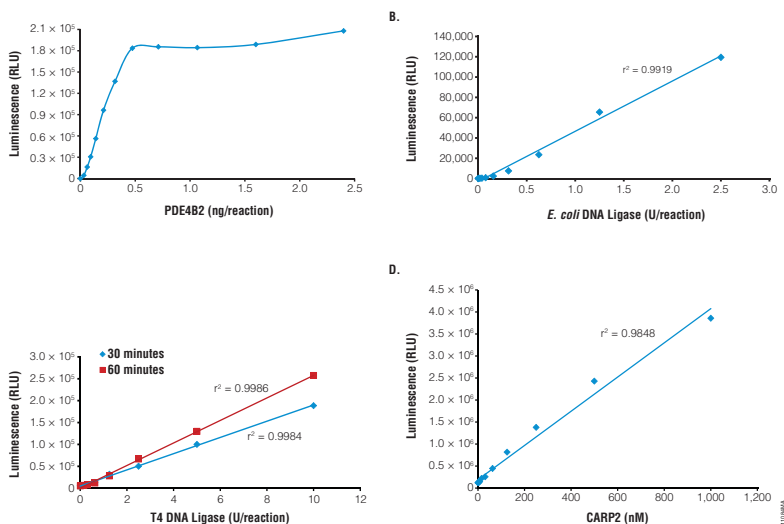 2.1 × 10⁵
1.8 × 10⁵
1.5 × 10⁵
1.2 × 10⁵
0.9 × 10⁵
0.6 × 10⁵
0.3 × 10⁵
0
Luminescence (RLU)
0 0.5 1.0 1.5 2.0 2.5
PDE4B2 (ng/reaction)
B.
140,000
120,000
100,000
80,000
60,000
40,000
20,000
0
Luminescence (RLU)
r² = 0.9919
0 0.5 1.0 1.5 2.0 2.5 3.0
E. coli DNA Ligase (U/reaction)
30 minutes
60 minutes
3.0 × 10⁵
2.5 × 10⁵
2.0 × 10⁵
1.5 × 10⁵
1.0 × 10⁵
0.5 × 10⁵
0
Luminescence (RLU)
r² = 0.9986
r² = 0.9984
0 2 4 6 8 10 12
T4 DNA Ligase (U/reaction)
D.
4.5 × 10⁶
4.0 × 10⁶
3.5 × 10⁶
3.0 × 10⁶
2.5 × 10⁶
2.0 × 10⁶
1.5 × 10⁶
1.0 × 10⁶
0.5 × 10⁶
0
Luminescence (RLU)
r² = 0.9848
0 200 400 600 800 1,000 1,200
CARP2 (nM)